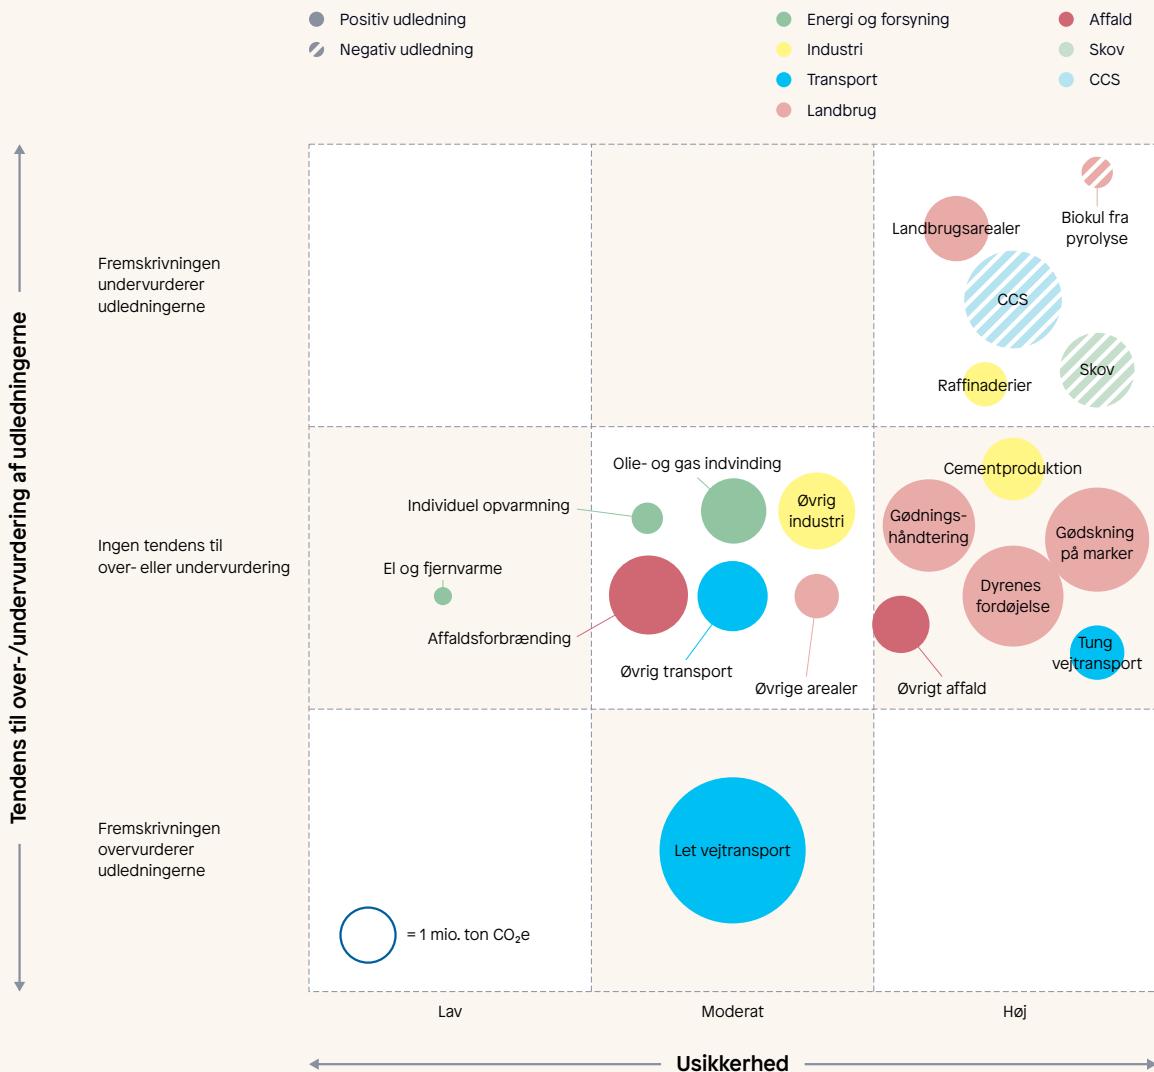 Positiv udledning
Negativ udledning
Energi og forsyning
Industri
Transport
Landbrug
Affald
Skov
CCS
Tendens til over-/undervurdering af udledningerne
Fremskrivningen
undervurderer
udledningerne
Landbrugsarealer
Biokul fra
pyrolyse
CCS
Raffinaderier
Skov
Ingen tendens til
over- eller undervurdering
El og fjernvarme
Individuel opvarmning
Olie- og gas indvinding
Øvrig
industri
Affaldsforbrænding
Øvrig transport
Øvrige arealer
Cementproduktion
Gødnings-
håndtering
Gødskning
på marker
Dyrenes
fordøjelse
Øvrigt affald
Tung
vejtransport
Fremskrivningen
overvurderer
udledningerne
Let vejtransport
= 1 mio. ton CO₂e
Lav
Moderat
Høj
Usikkerhed